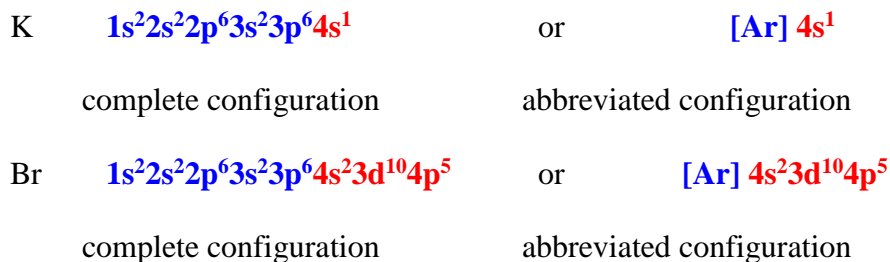 K 1s²2s²2p⁶3s²3p⁶4s¹ or [Ar] 4s¹
complete configuration abbreviated configuration
Br 1s²2s²2p⁶3s²3p⁶4s²3d¹⁰4p⁵ or [Ar] 4s²3d¹⁰4p⁵
complete configuration abbreviated configuration